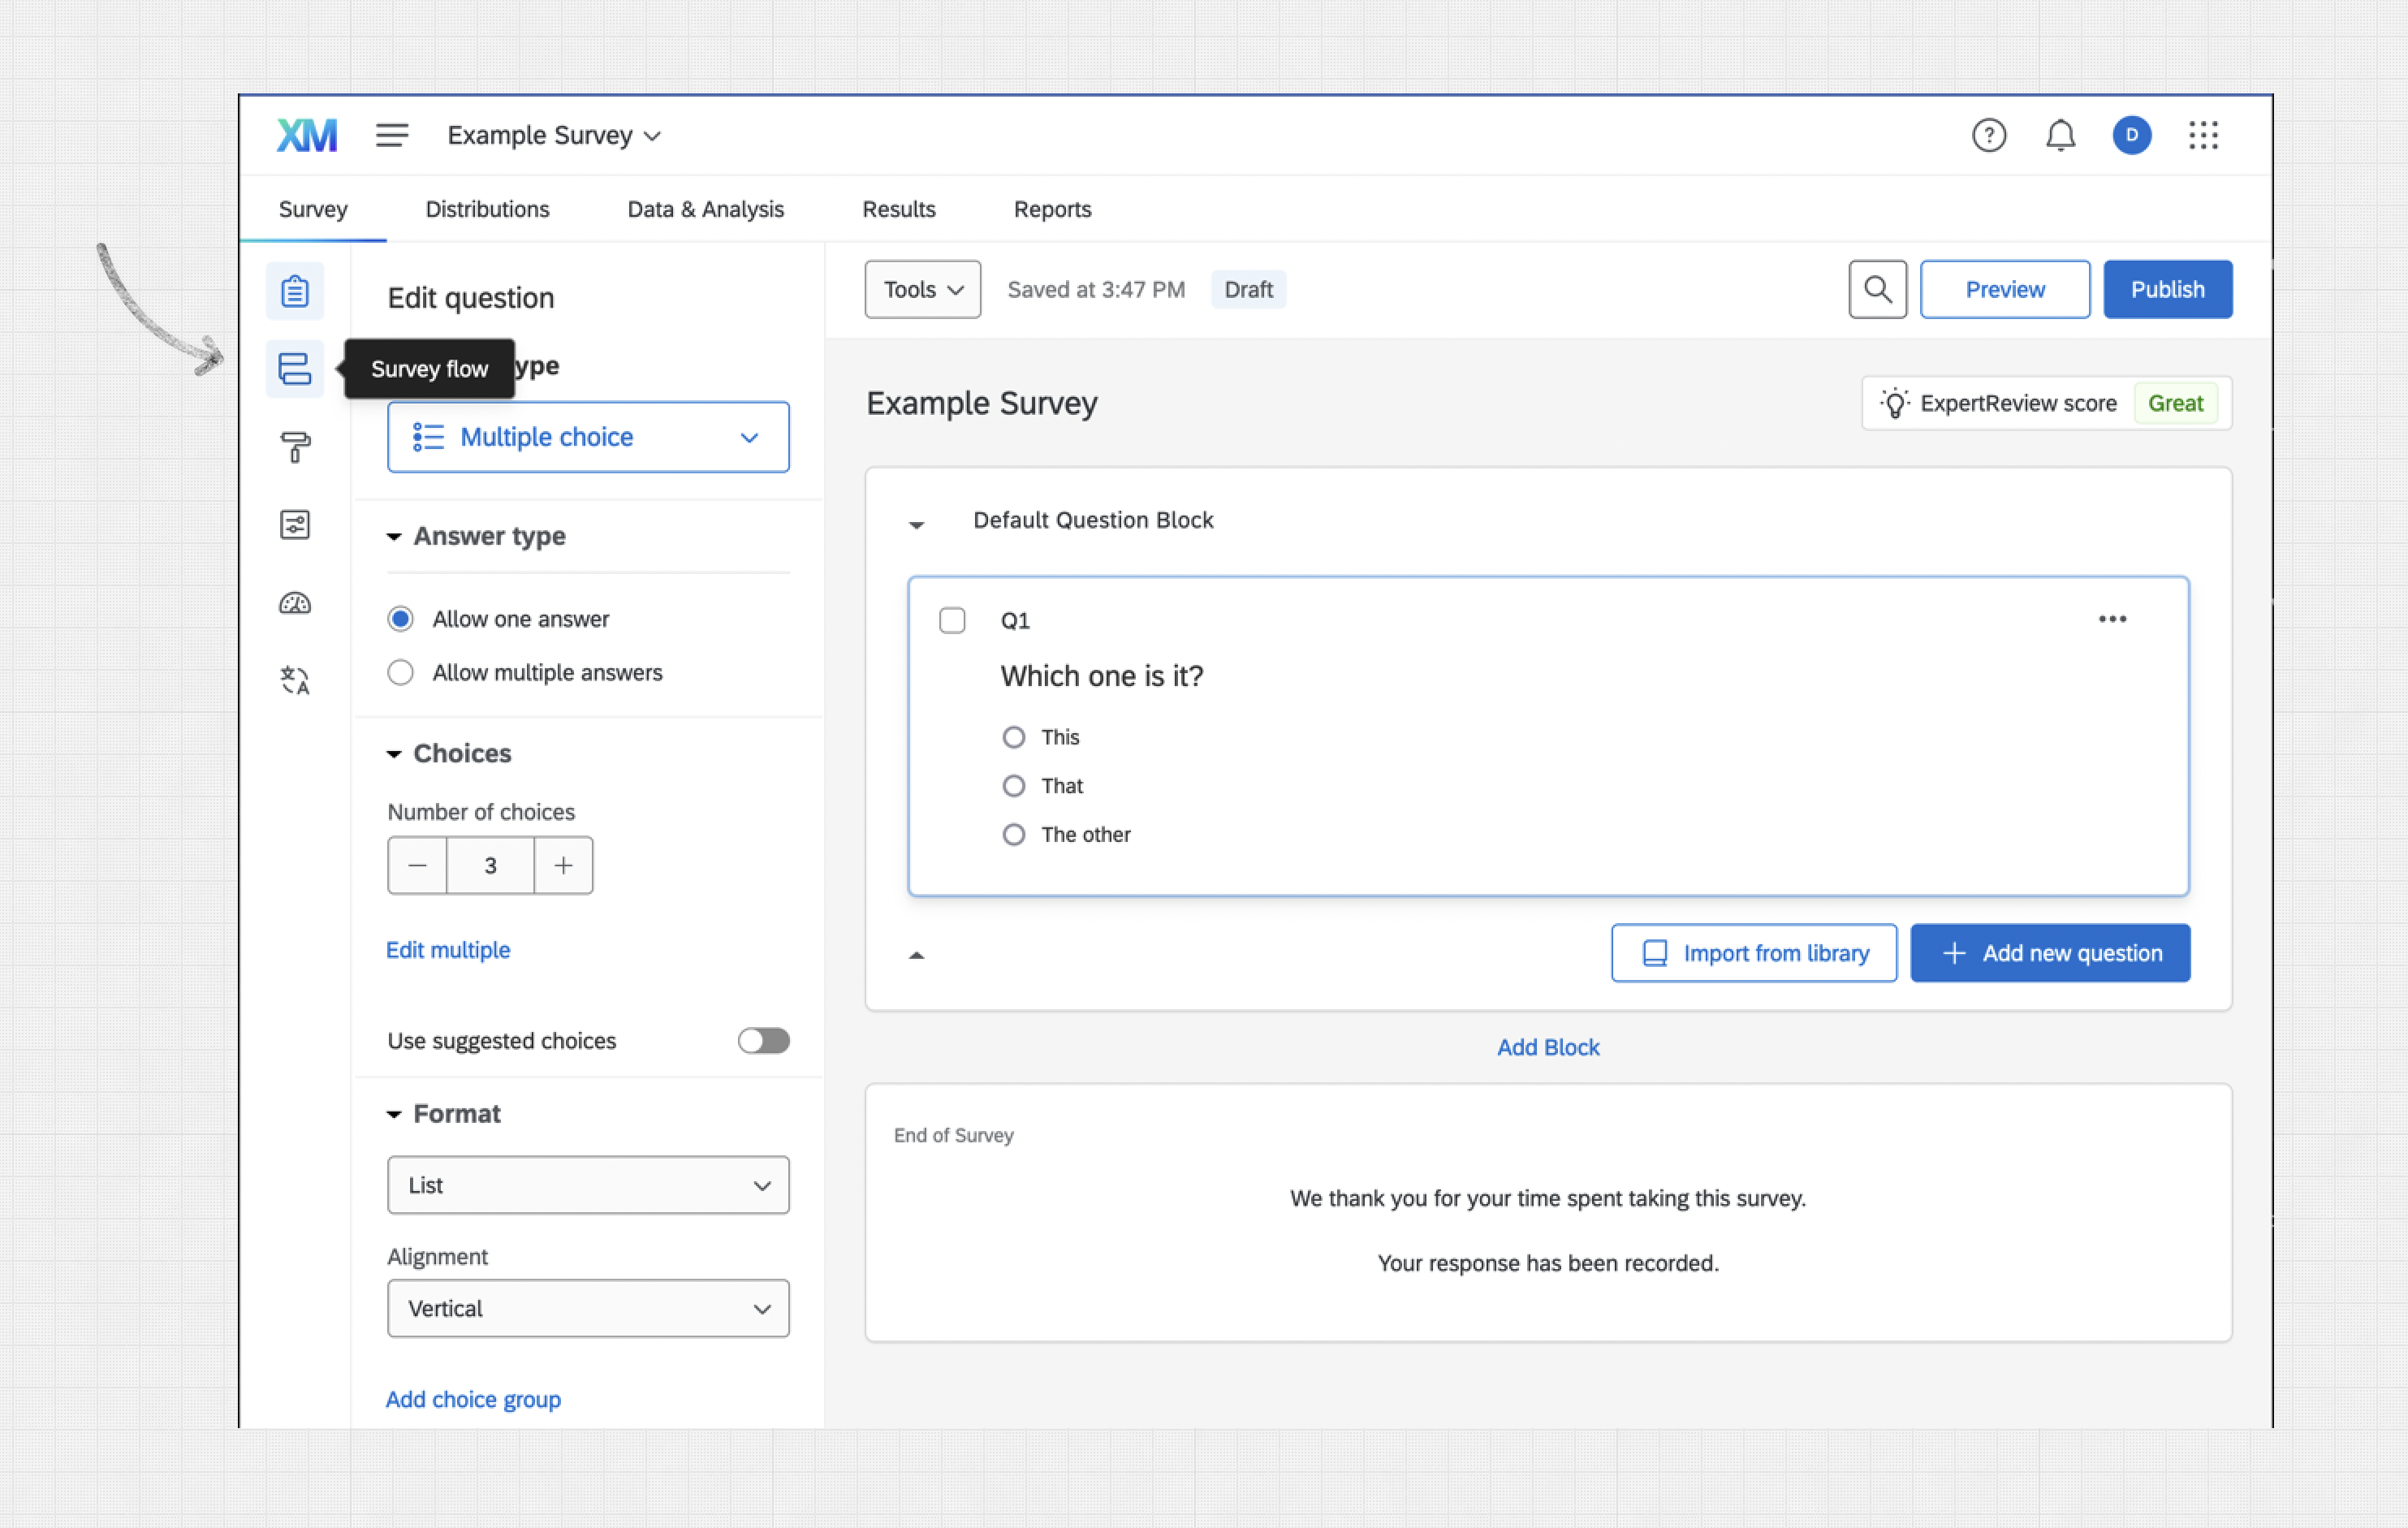 XM Example Survey ? D
Survey Distributions Data & Analysis Results Reports
Edit question
Tools Saved at 3:47 PM Draft Preview Publish
Survey flow ype
Multiple choice
Example Survey ExpertReview score Great
Answer type
Allow one answer
Allow multiple answers
Choices
Number of choices
3
Edit multiple
Use suggested choices
Format
List
Alignment
Vertical
Add choice group
Default Question Block
Q1
Which one is it?
This
That
The other
Import from library Add new question
Add Block
End of Survey
We thank you for your time spent taking this survey.
Your response has been recorded.